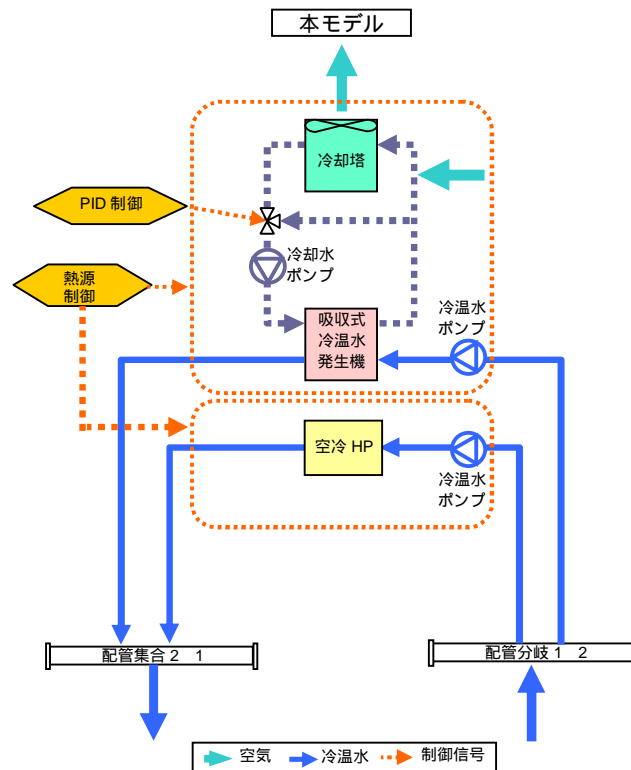 本モデル
冷却塔
PID 制御
冷却水
ポンプ
熱源
制御
吸収式
冷温水
発生機
冷温水
ポンプ
空冷 HP
冷温水
ポンプ
配管集合 2 1
配管分岐 1 2
空気
冷温水
制御信号